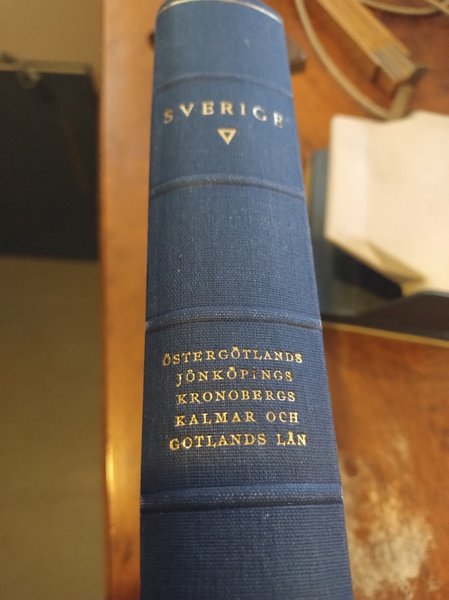 SVERIGE
ÖSTERGÖTLANDS
JÖNKÖPINGS
KRONOBERGS
KALMAR OCH
GOTLANDS LÄN